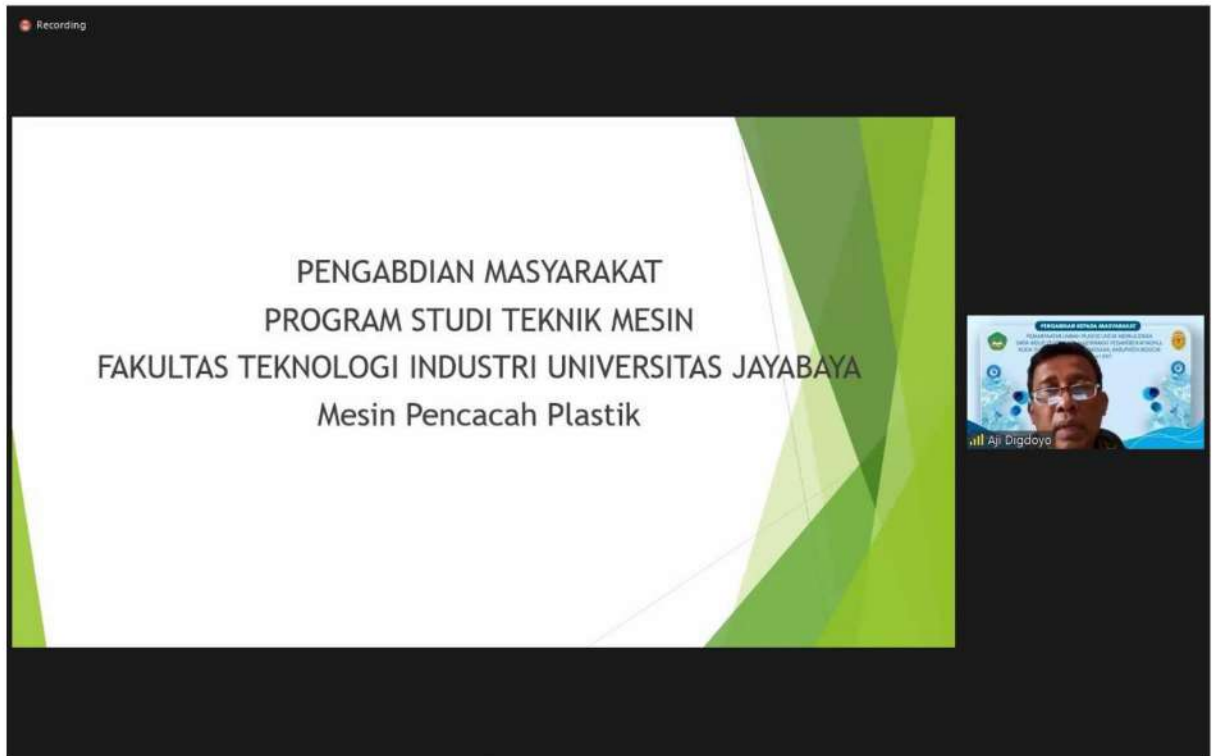 Recording
PENGABDIAN MASYARAKAT
PROGRAM STUDI TEKNIK MESIN
FAKULTAS TEKNOLOGI INDUSTRI UNIVERSITAS JAYABAYA
Mesin Pencacah Plastik
PENGABDIAN KEPADA MASYARAKAT
Aji Digdoyo